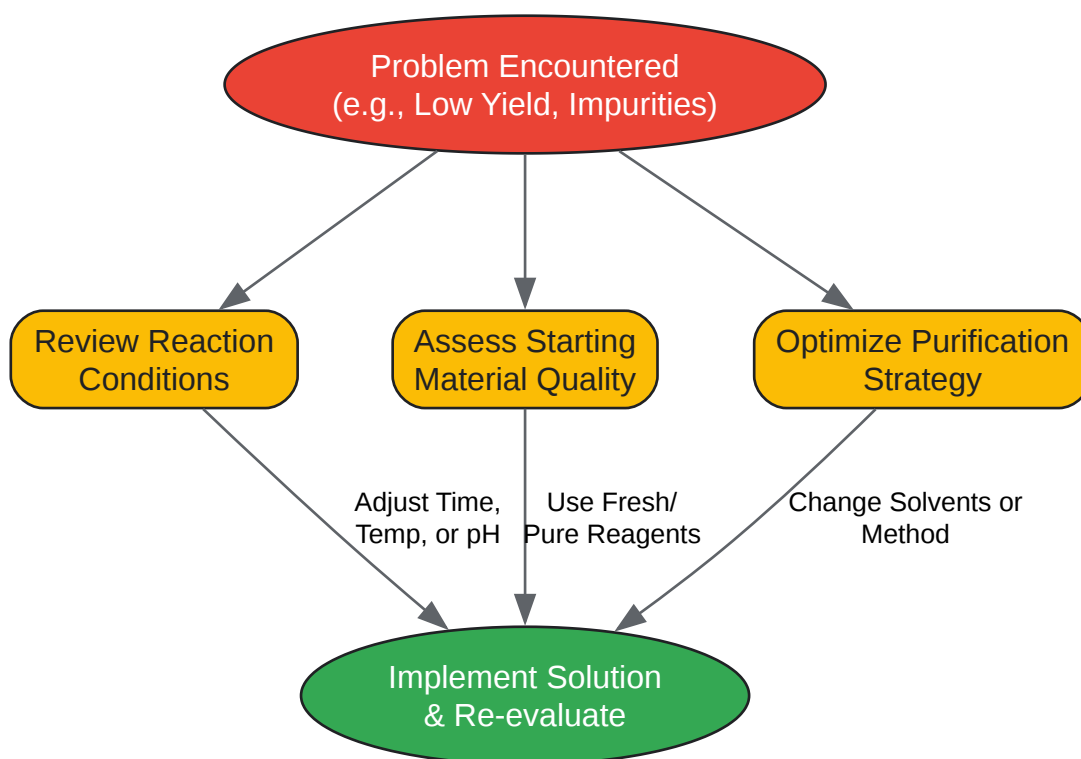 Problem Encountered
(e.g., Low Yield, Impurities)
Review Reaction
Conditions
Assess Starting
Material Quality
Optimize Purification
Strategy
Adjust Time,
Temp, or pH
Use Fresh/
Pure Reagents
Change Solvents or
Method
Implement Solution
& Re-evaluate